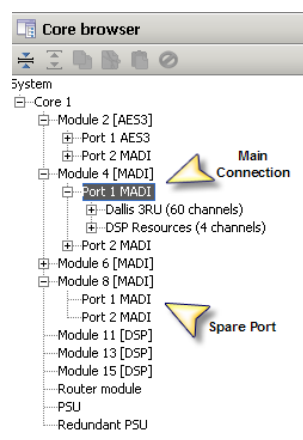 Core browser
System
Core 1
Module 2 [AES3]
Port 1 AES3
Port 2 MADI
Module 4 [MADI]
Main
Connection
Port 1 MADI
Dallis 3RU (60 channels)
DSP Resources (4 channels)
Port 2 MADI
Module 6 [MADI]
Module 8 [MADI]
Port 1 MADI
Port 2 MADI
Spare Port
Module 11 [DSP]
Module 13 [DSP]
Module 15 [DSP]
Router module
PSU
Redundant PSU